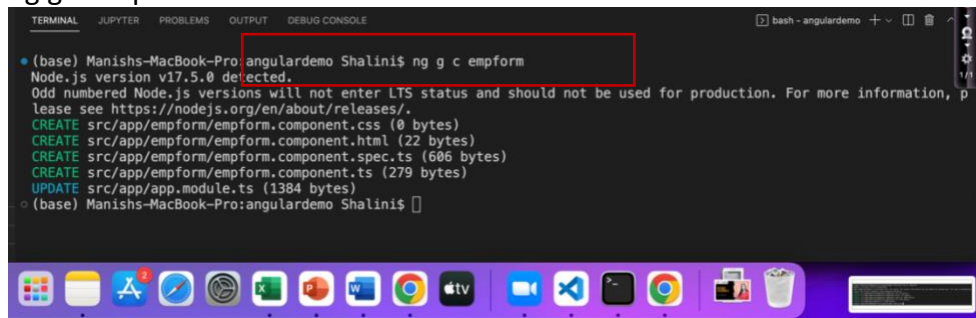 TERMINAL JUPYTER PROBLEMS OUTPUT DEBUG CONSOLE bash - angulardemo
(base) Manishs-MacBook-Pro:angulardemo Shalini$ ng g c empform
Node.js version v17.5.0 detected.
Odd numbered Node.js versions will not enter LTS status and should not be used for production. For more information, p
lease see https://nodejs.org/en/about/releases/.
CREATE src/app/empform/empform.component.css (0 bytes)
CREATE src/app/empform/empform.component.html (22 bytes)
CREATE src/app/empform/empform.component.spec.ts (606 bytes)
CREATE src/app/empform/empform.component.ts (279 bytes)
UPDATE src/app/app.module.ts (1384 bytes)
(base) Manishs-MacBook-Pro:angulardemo Shalini$
2
tv